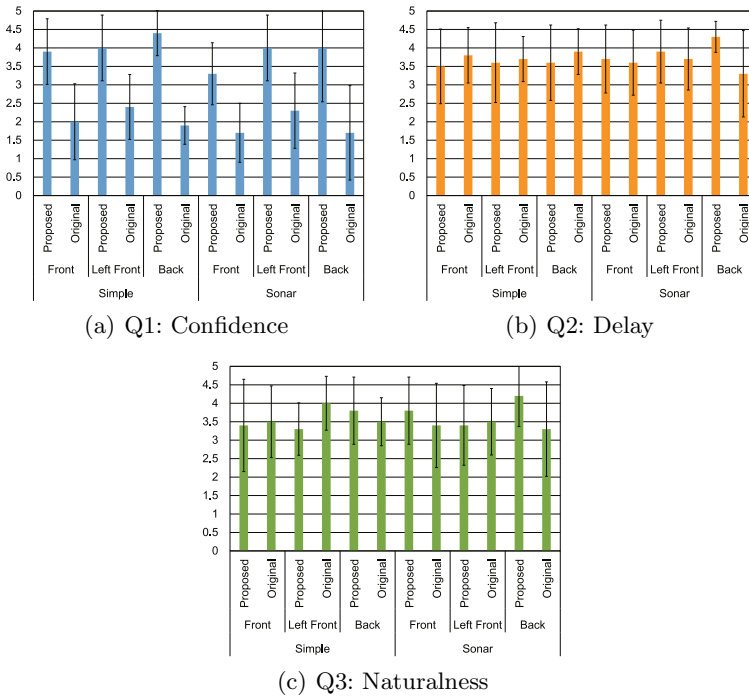 5
4.5
4
3.5
3
2.5
2
1.5
1
0.5
0
Proposed Original Proposed Original Proposed Original Proposed Original Proposed Original Proposed Original
Front Left Front Back Front Left Front Back
Simple Sonar
(a) Q1: Confidence
5
4.5
4
3.5
3
2.5
2
1.5
1
0.5
0
Proposed Original Proposed Original Proposed Original Proposed Original Proposed Original Proposed Original
Front Left Front Back Front Left Front Back
Simple Sonar
(b) Q2: Delay
5
4.5
4
3.5
3
2.5
2
1.5
1
0.5
0
Proposed Original Proposed Original Proposed Original Proposed Original Proposed Original Proposed Original
Front Left Front Back Front Left Front Back
Simple Sonar
(c) Q3: Naturalness